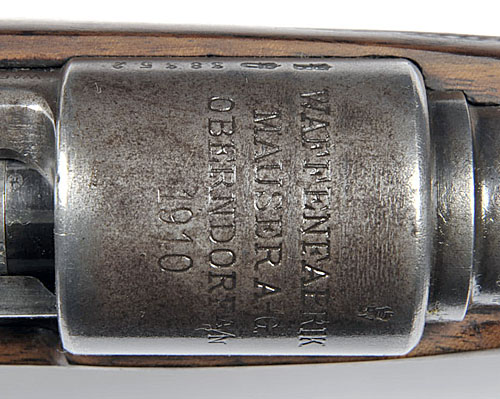 WAFFENFABRIK
MAUSER A-G.
OBERNDORF A/N
1910